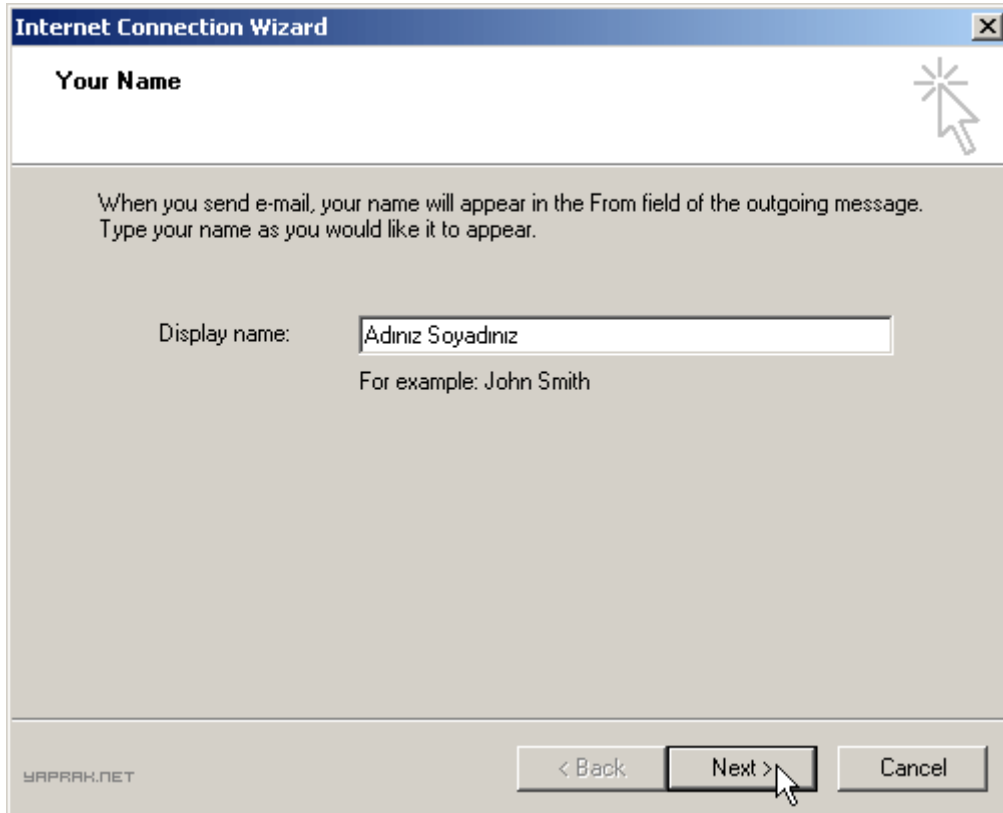 Internet Connection Wizard
Your Name
When you send e-mail, your name will appear in the From field of the outgoing message.
Type your name as you would like it to appear.
Display name: Adınız Soyadınız
For example: John Smith
YAPRAK.NET < Back Next > Cancel